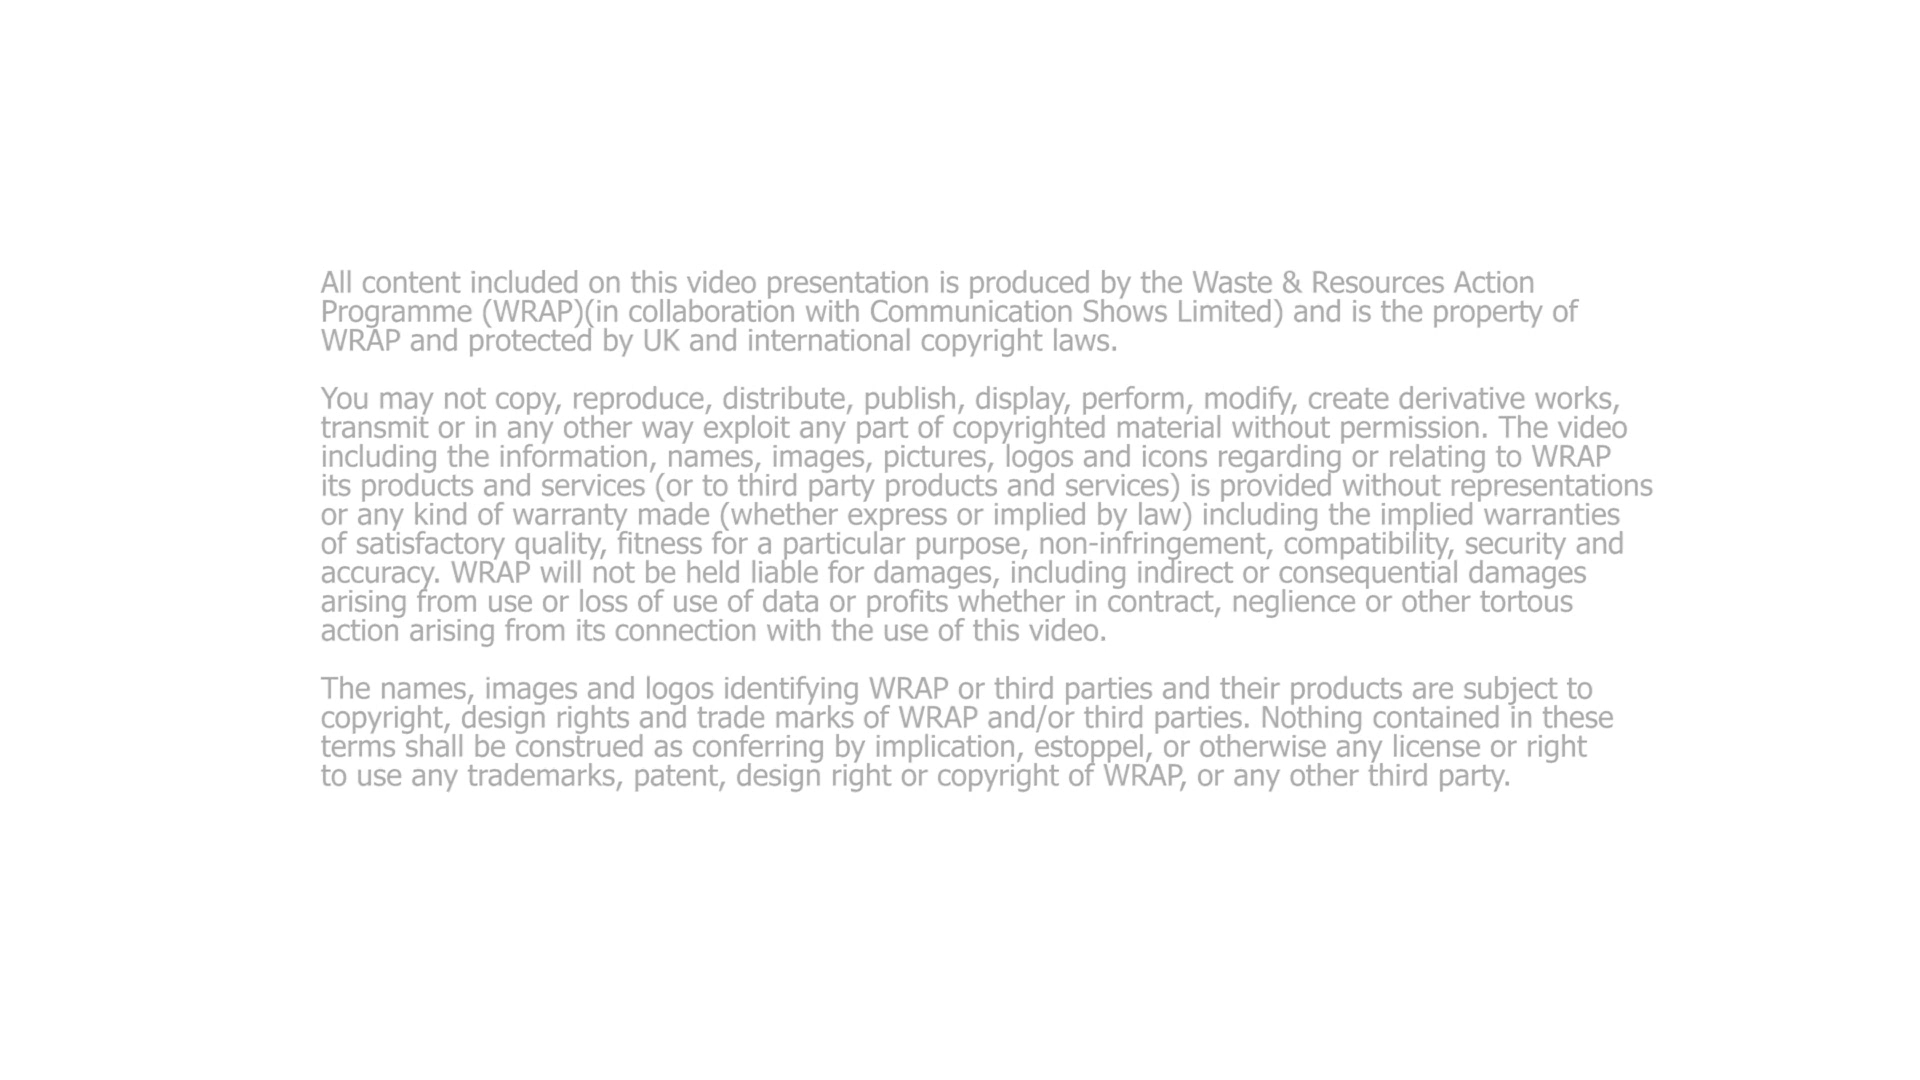 All content included on this video presentation is produced by the Waste & Resources Action
Programme (WRAP)(in collaboration with Communication Shows Limited) and is the property of
WRAP and protected by UK and international copyright laws.
You may not copy, reproduce, distribute, publish, display, perform, modify, create derivative works,
transmit or in any other way exploit any part of copyrighted material without permission. The video
including the information, names, images, pictures, logos and icons regarding or relating to WRAP
its products and services (or to third party products and services) is provided without representations
or any kind of warranty made (whether express or implied by law) including the implied warranties
of satisfactory quality, fitness for a particular purpose, non-infringement, compatibility, security and
accuracy. WRAP will not be held liable for damages, including indirect or consequential damages
arising from use or loss of use of data or profits whether in contract, neglience or other tortous
action arising from its connection with the use of this video.
The names, images and logos identifying WRAP or third parties and their products are subject to
copyright, design rights and trade marks of WRAP and/or third parties. Nothing contained in these
terms shall be construed as conferring by implication, estoppel, or otherwise any license or right
to use any trademarks, patent, design right or copyright of WRAP, or any other third party.